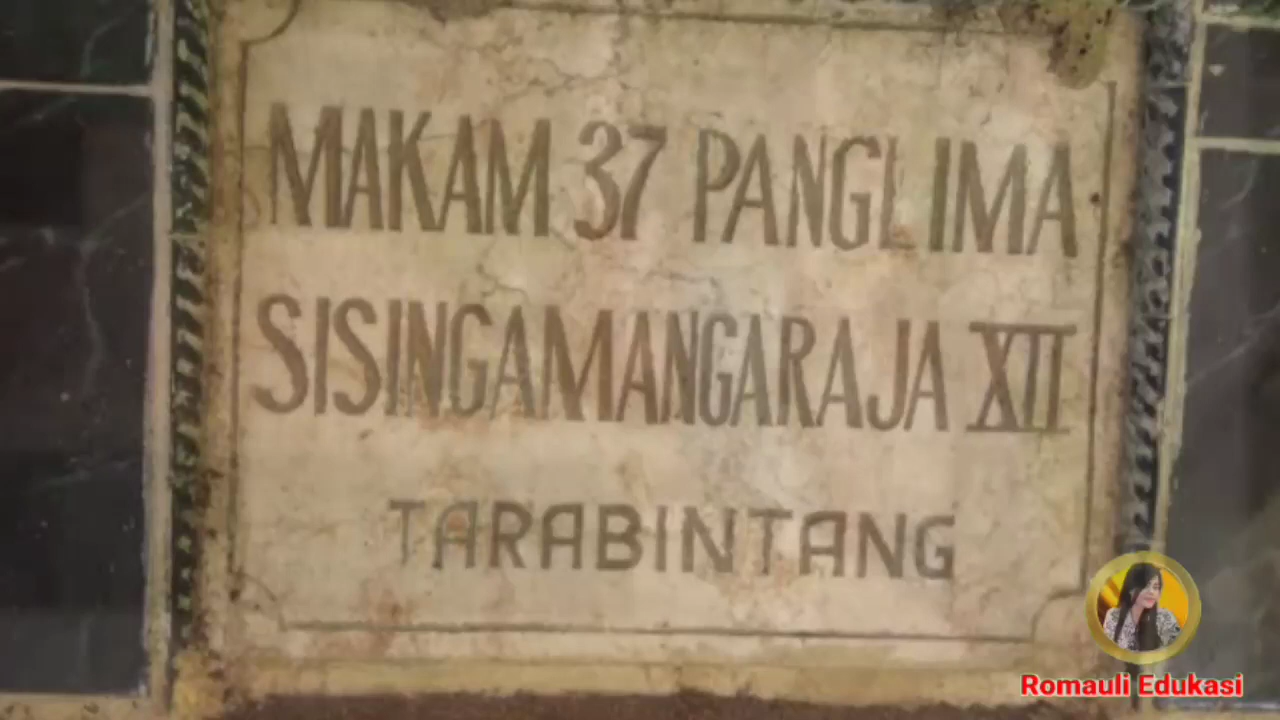 MAKAM 37 PANGLIMA
SISINGAMANGARAJA XII
TARABINTANG
Romauli Edukasi